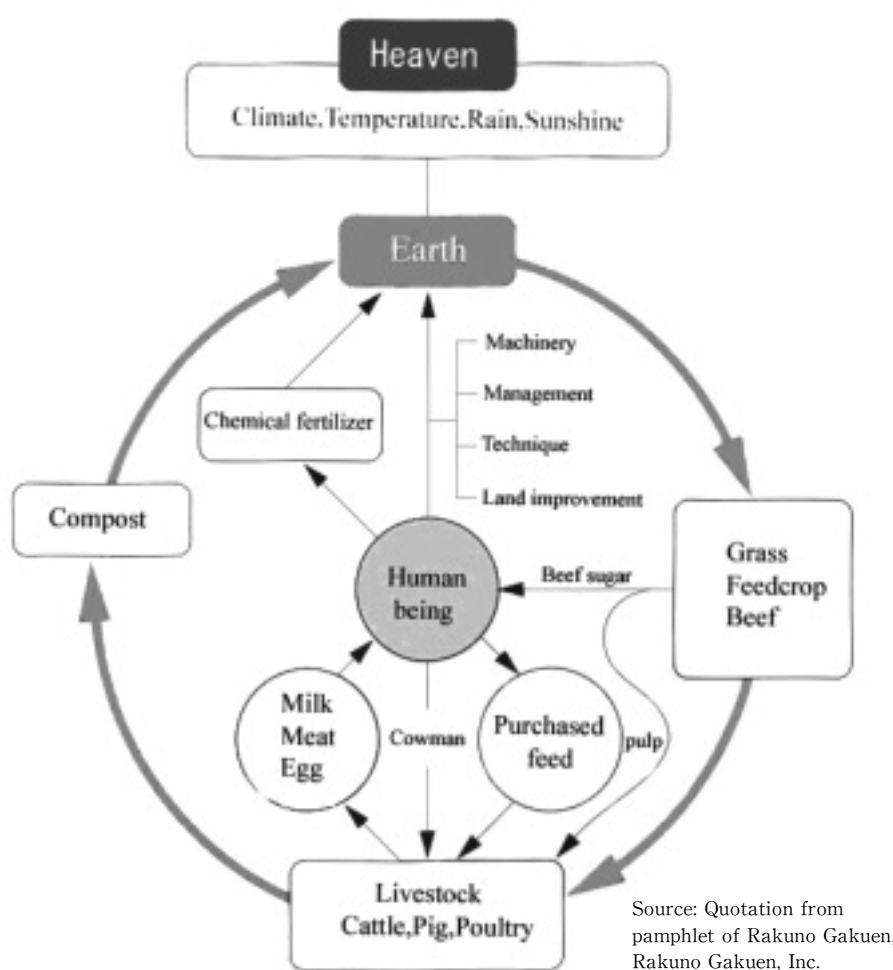 Heaven
Climate,Temperature,Rain,Sunshine
Earth
Machinery
Management
Technique
Land improvement
Chemical fertilizer
Compost
Human
being
Beef sugar
Grass
Feedcrop
Beef
Milk
Meat
Egg
Cowman
Purchased
feed
pulp
Livestock
Cattle,Pig,Poultry
Source: Quotation from
pamphlet of Rakuno Gakuen,
Rakuno Gakuen, Inc.